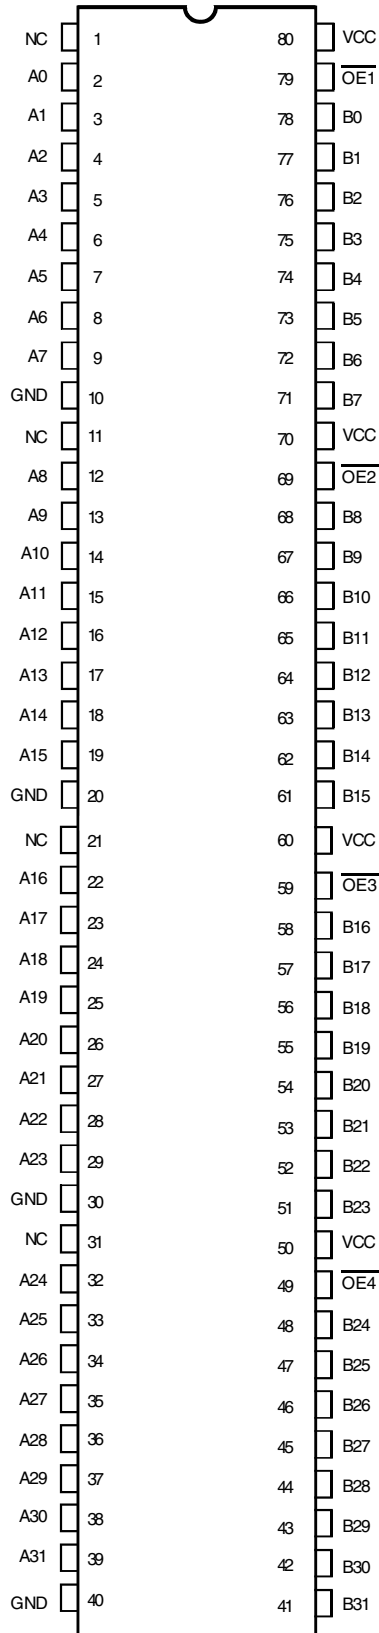 NC 1 80 VCC
A0 2 79 OE1
A1 3 78 B0
A2 4 77 B1
A3 5 76 B2
A4 6 75 B3
A5 7 74 B4
A6 8 73 B5
A7 9 72 B6
GND 10 71 B7
NC 11 70 VCC
A8 12 69 OE2
A9 13 68 B8
A10 14 67 B9
A11 15 66 B10
A12 16 65 B11
A13 17 64 B12
A14 18 63 B13
A15 19 62 B14
GND 20 61 B15
NC 21 60 VCC
A16 22 59 OE3
A17 23 58 B16
A18 24 57 B17
A19 25 56 B18
A20 26 55 B19
A21 27 54 B20
A22 28 53 B21
A23 29 52 B22
GND 30 51 B23
NC 31 50 VCC
A24 32 49 OE4
A25 33 48 B24
A26 34 47 B25
A27 35 46 B26
A28 36 45 B27
A29 37 44 B28
A30 38 43 B29
A31 39 42 B30
GND 40 41 B31